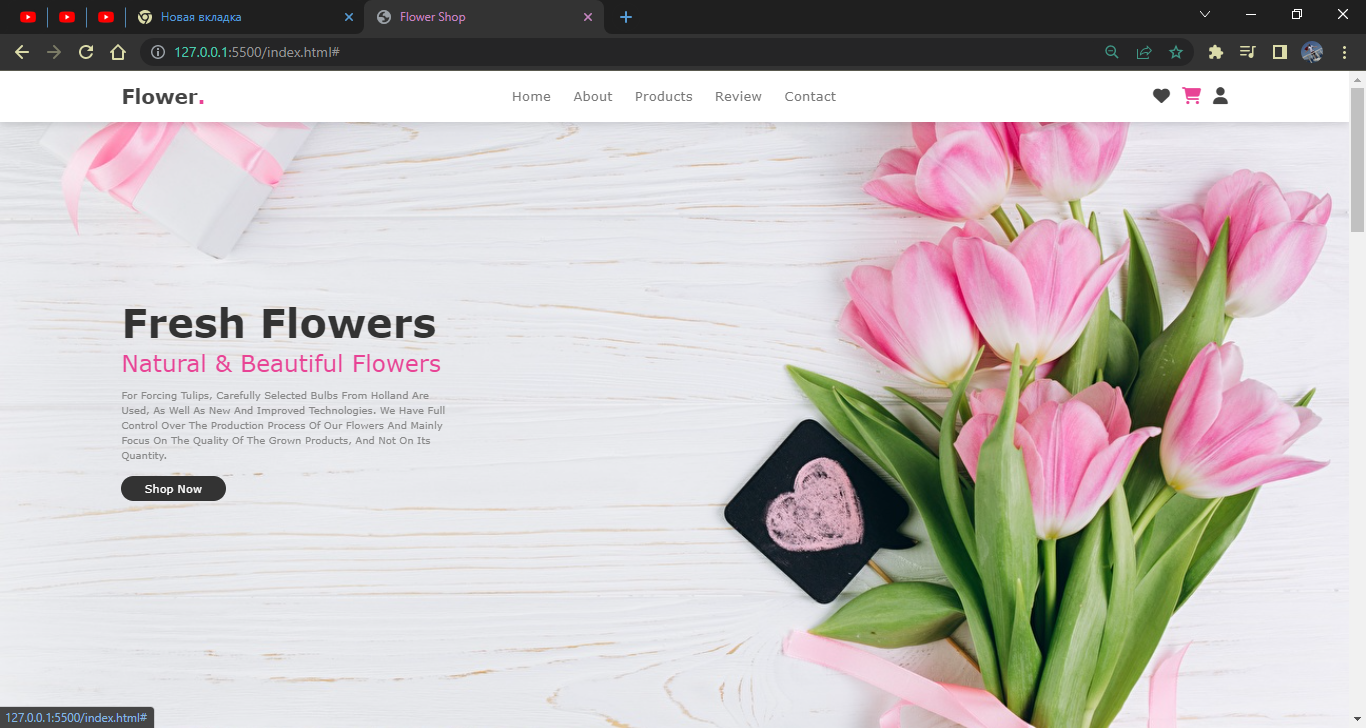 Новая вкладка
Flower Shop
127.0.0.1:5500/index.html#
Flower.
Home About Products Review Contact
Fresh Flowers
Natural & Beautiful Flowers
For Forcing Tulips, Carefully Selected Bulbs From Holland Are
Used, As Well As New And Improved Technologies. We Have Full
Control Over The Production Process Of Our Flowers And Mainly
Focus On The Quality Of The Grown Products, And Not On Its
Quantity.
Shop Now
127.0.0.1:5500/index.html#